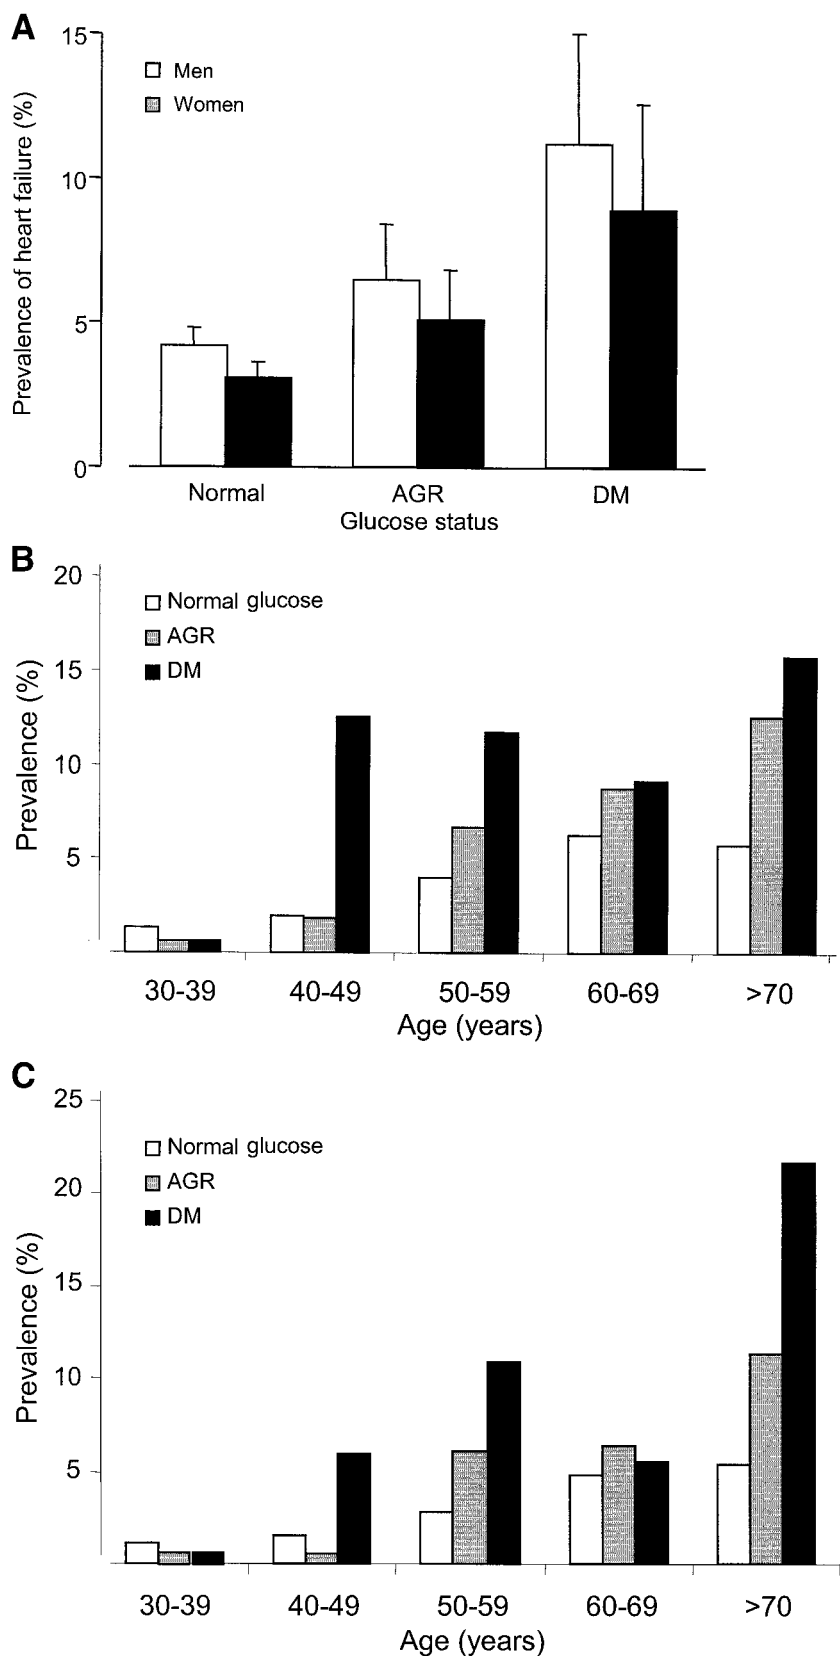 A
Prevalence of heart failure (%)
15
10
5
0
Men
Women
Normal AGR DM
Glucose status
B
Prevalence (%)
20
15
10
5
Normal glucose
AGR
DM
30-39 40-49 50-59 60-69 >70
Age (years)
C
Prevalence (%)
25
20
15
10
5
Normal glucose
AGR
DM
30-39 40-49 50-59 60-69 >70
Age (years)